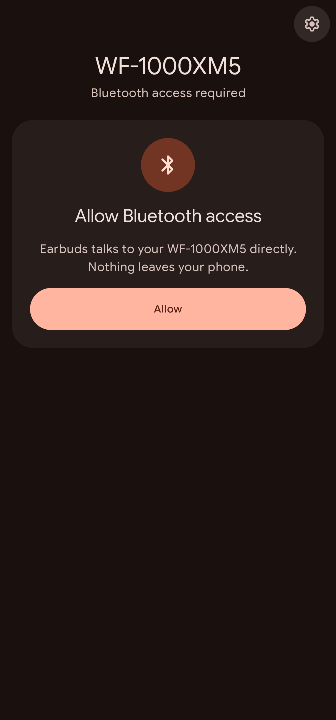 WF-1000XM5
Bluetooth access required
Allow Bluetooth access
Earbuds talks to your WF-1000XM5 directly.
Nothing leaves your phone.
Allow